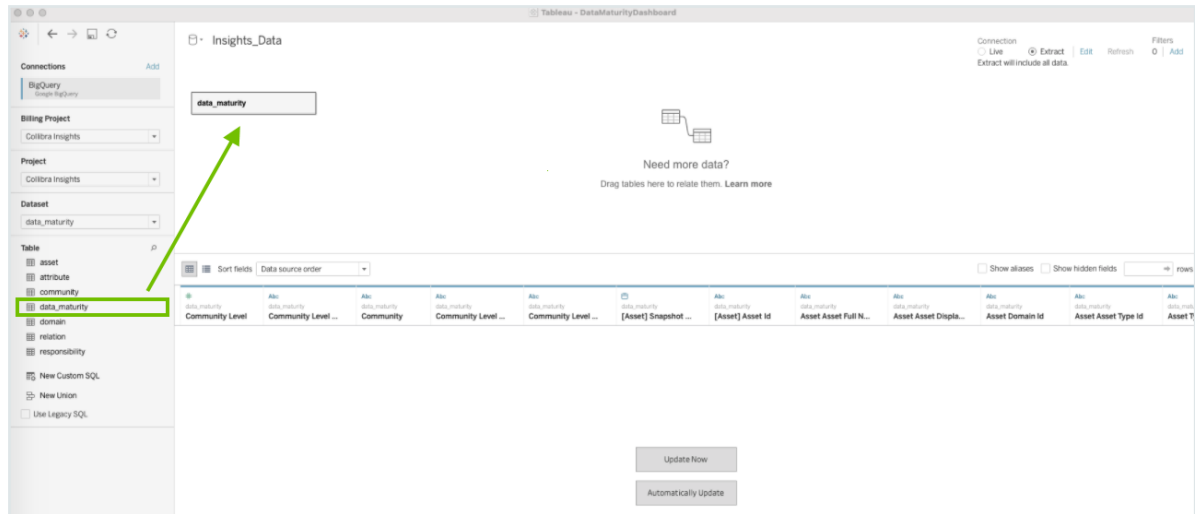 Tableau - DataMaturityDashboard
Insights_Data
Connection
Live
Extract
Edit
Refresh
Filters
0
Add
Extract will include all data.
Connections
Add
BigQuery
Google BigQuery
Billing Project
Collibra Insights
Project
Collibra Insights
Dataset
data_maturity
Table
asset
attribute
community
data_maturity
domain
relation
responsibility
New Custom SQL
New Union
Use Legacy SQL
data_maturity
Need more data?
Drag tables here to relate them. Learn more
Sort fields
Data source order
Show aliases
Show hidden fields
rows
Abc Abc Abc Abc Abc Abc Abc Abc Abc Abc
data_maturity data_maturity data_maturity data_maturity data_maturity data_maturity data_maturity data_maturity data_maturity data_maturity data_maturity data_mat
Community Level Community Level ... Community Community Level ... Community Level ... [Asset] Snapshot ... [Asset] Asset Id Asset Asset Full N... Asset Asset Displa... Asset Domain Id Asset Asset Type Id Asset T
Update Now
Automatically Update